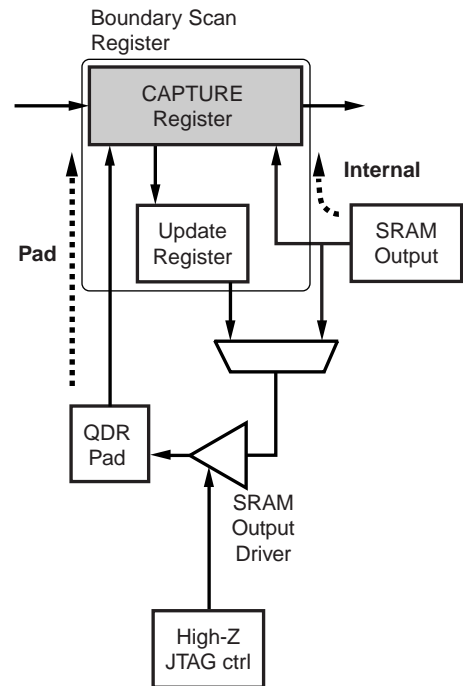 Boundary Scan
Register
CAPTURE
Register
Internal
Update
Register
SRAM
Output
Pad
QDR
Pad
SRAM
Output
Driver
High-Z
JTAG ctrl